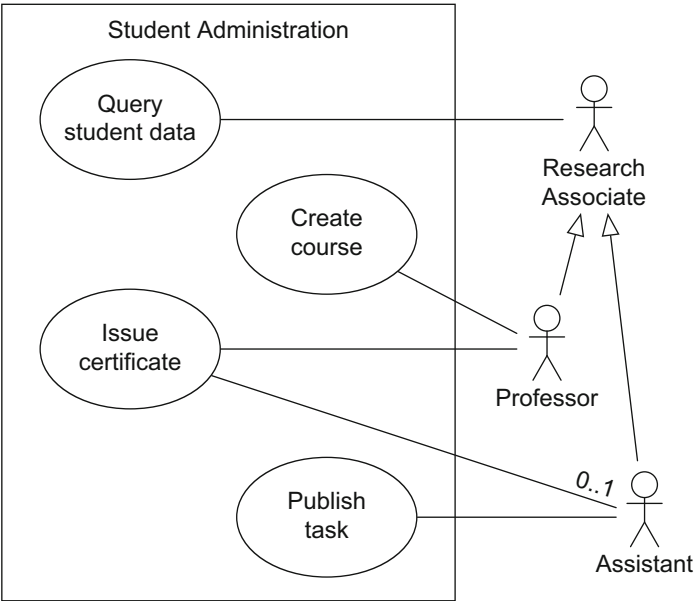 Student Administration
Query
student data
Research
Associate
Create
course
Issue
certificate
Professor
0..1
Publish
task
Assistant